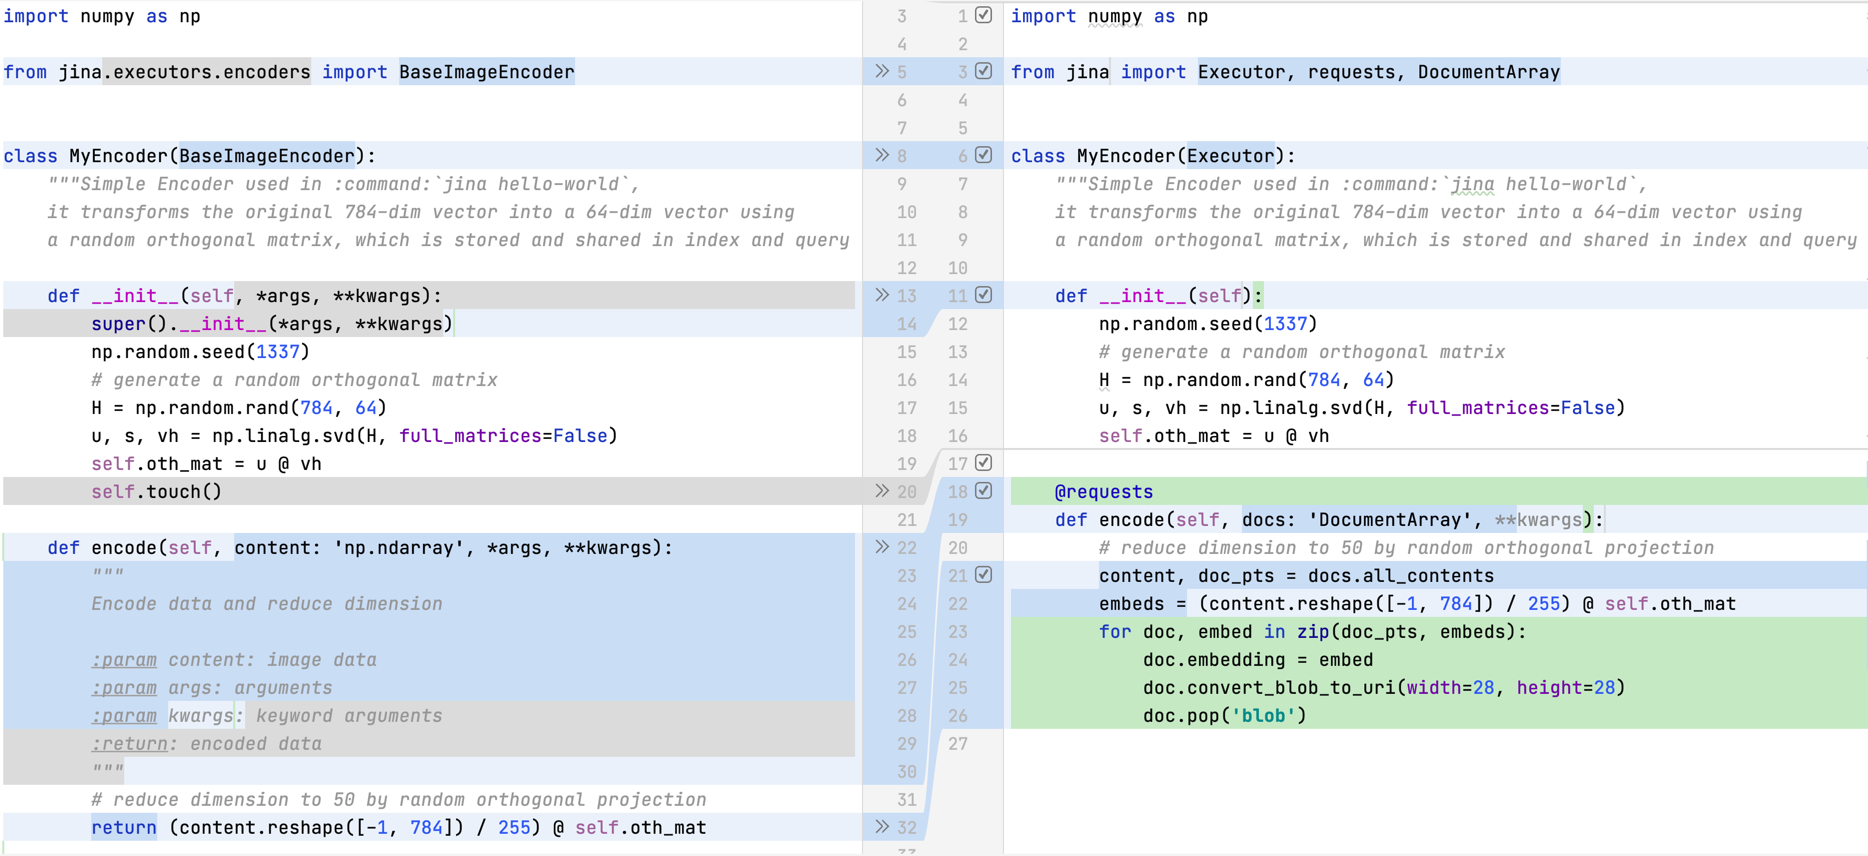 import numpy as np
from jina.executors.encoders import BaseImageEncoder
class MyEncoder(BaseImageEncoder):
"""Simple Encoder used in :command:`jina hello-world`,
it transforms the original 784-dim vector into a 64-dim vector using
a random orthogonal matrix, which is stored and shared in index and query
def __init__(self, *args, **kwargs):
super().__init__(*args, **kwargs)
np.random.seed(1337)
# generate a random orthogonal matrix
H = np.random.rand(784, 64)
u, s, vh = np.linalg.svd(H, full_matrices=False)
self.oth_mat = u @ vh
self.touch()
def encode(self, content: 'np.ndarray', *args, **kwargs):
"""
Encode data and reduce dimension
:param content: image data
:param args: arguments
:param kwargs: keyword arguments
:return: encoded data
"""
# reduce dimension to 50 by random orthogonal projection
return (content.reshape([-1, 784]) / 255) @ self.oth_mat
3 1
4 2
5 3
6 4
7 5
8 6
9 7
10 8
11 9
12 10
13 11
14 12
15 13
16 14
17 15
18 16
19 17
20 18
21 19
22 20
23 21
24 22
25 23
26 24
27 25
28 26
29 27
30
31
32
33
import numpy as np
from jina import Executor, requests, DocumentArray
class MyEncoder(Executor):
"""Simple Encoder used in :command:`jina hello-world`,
it transforms the original 784-dim vector into a 64-dim vector using
a random orthogonal matrix, which is stored and shared in index and query
def __init__(self):
np.random.seed(1337)
# generate a random orthogonal matrix
H = np.random.rand(784, 64)
u, s, vh = np.linalg.svd(H, full_matrices=False)
self.oth_mat = u @ vh
@requests
def encode(self, docs: 'DocumentArray', **kwargs):
# reduce dimension to 50 by random orthogonal projection
content, doc_pts = docs.all_contents
embeds = (content.reshape([-1, 784]) / 255) @ self.oth_mat
for doc, embed in zip(doc_pts, embeds):
doc.embedding = embed
doc.convert_blob_to_uri(width=28, height=28)
doc.pop('blob')